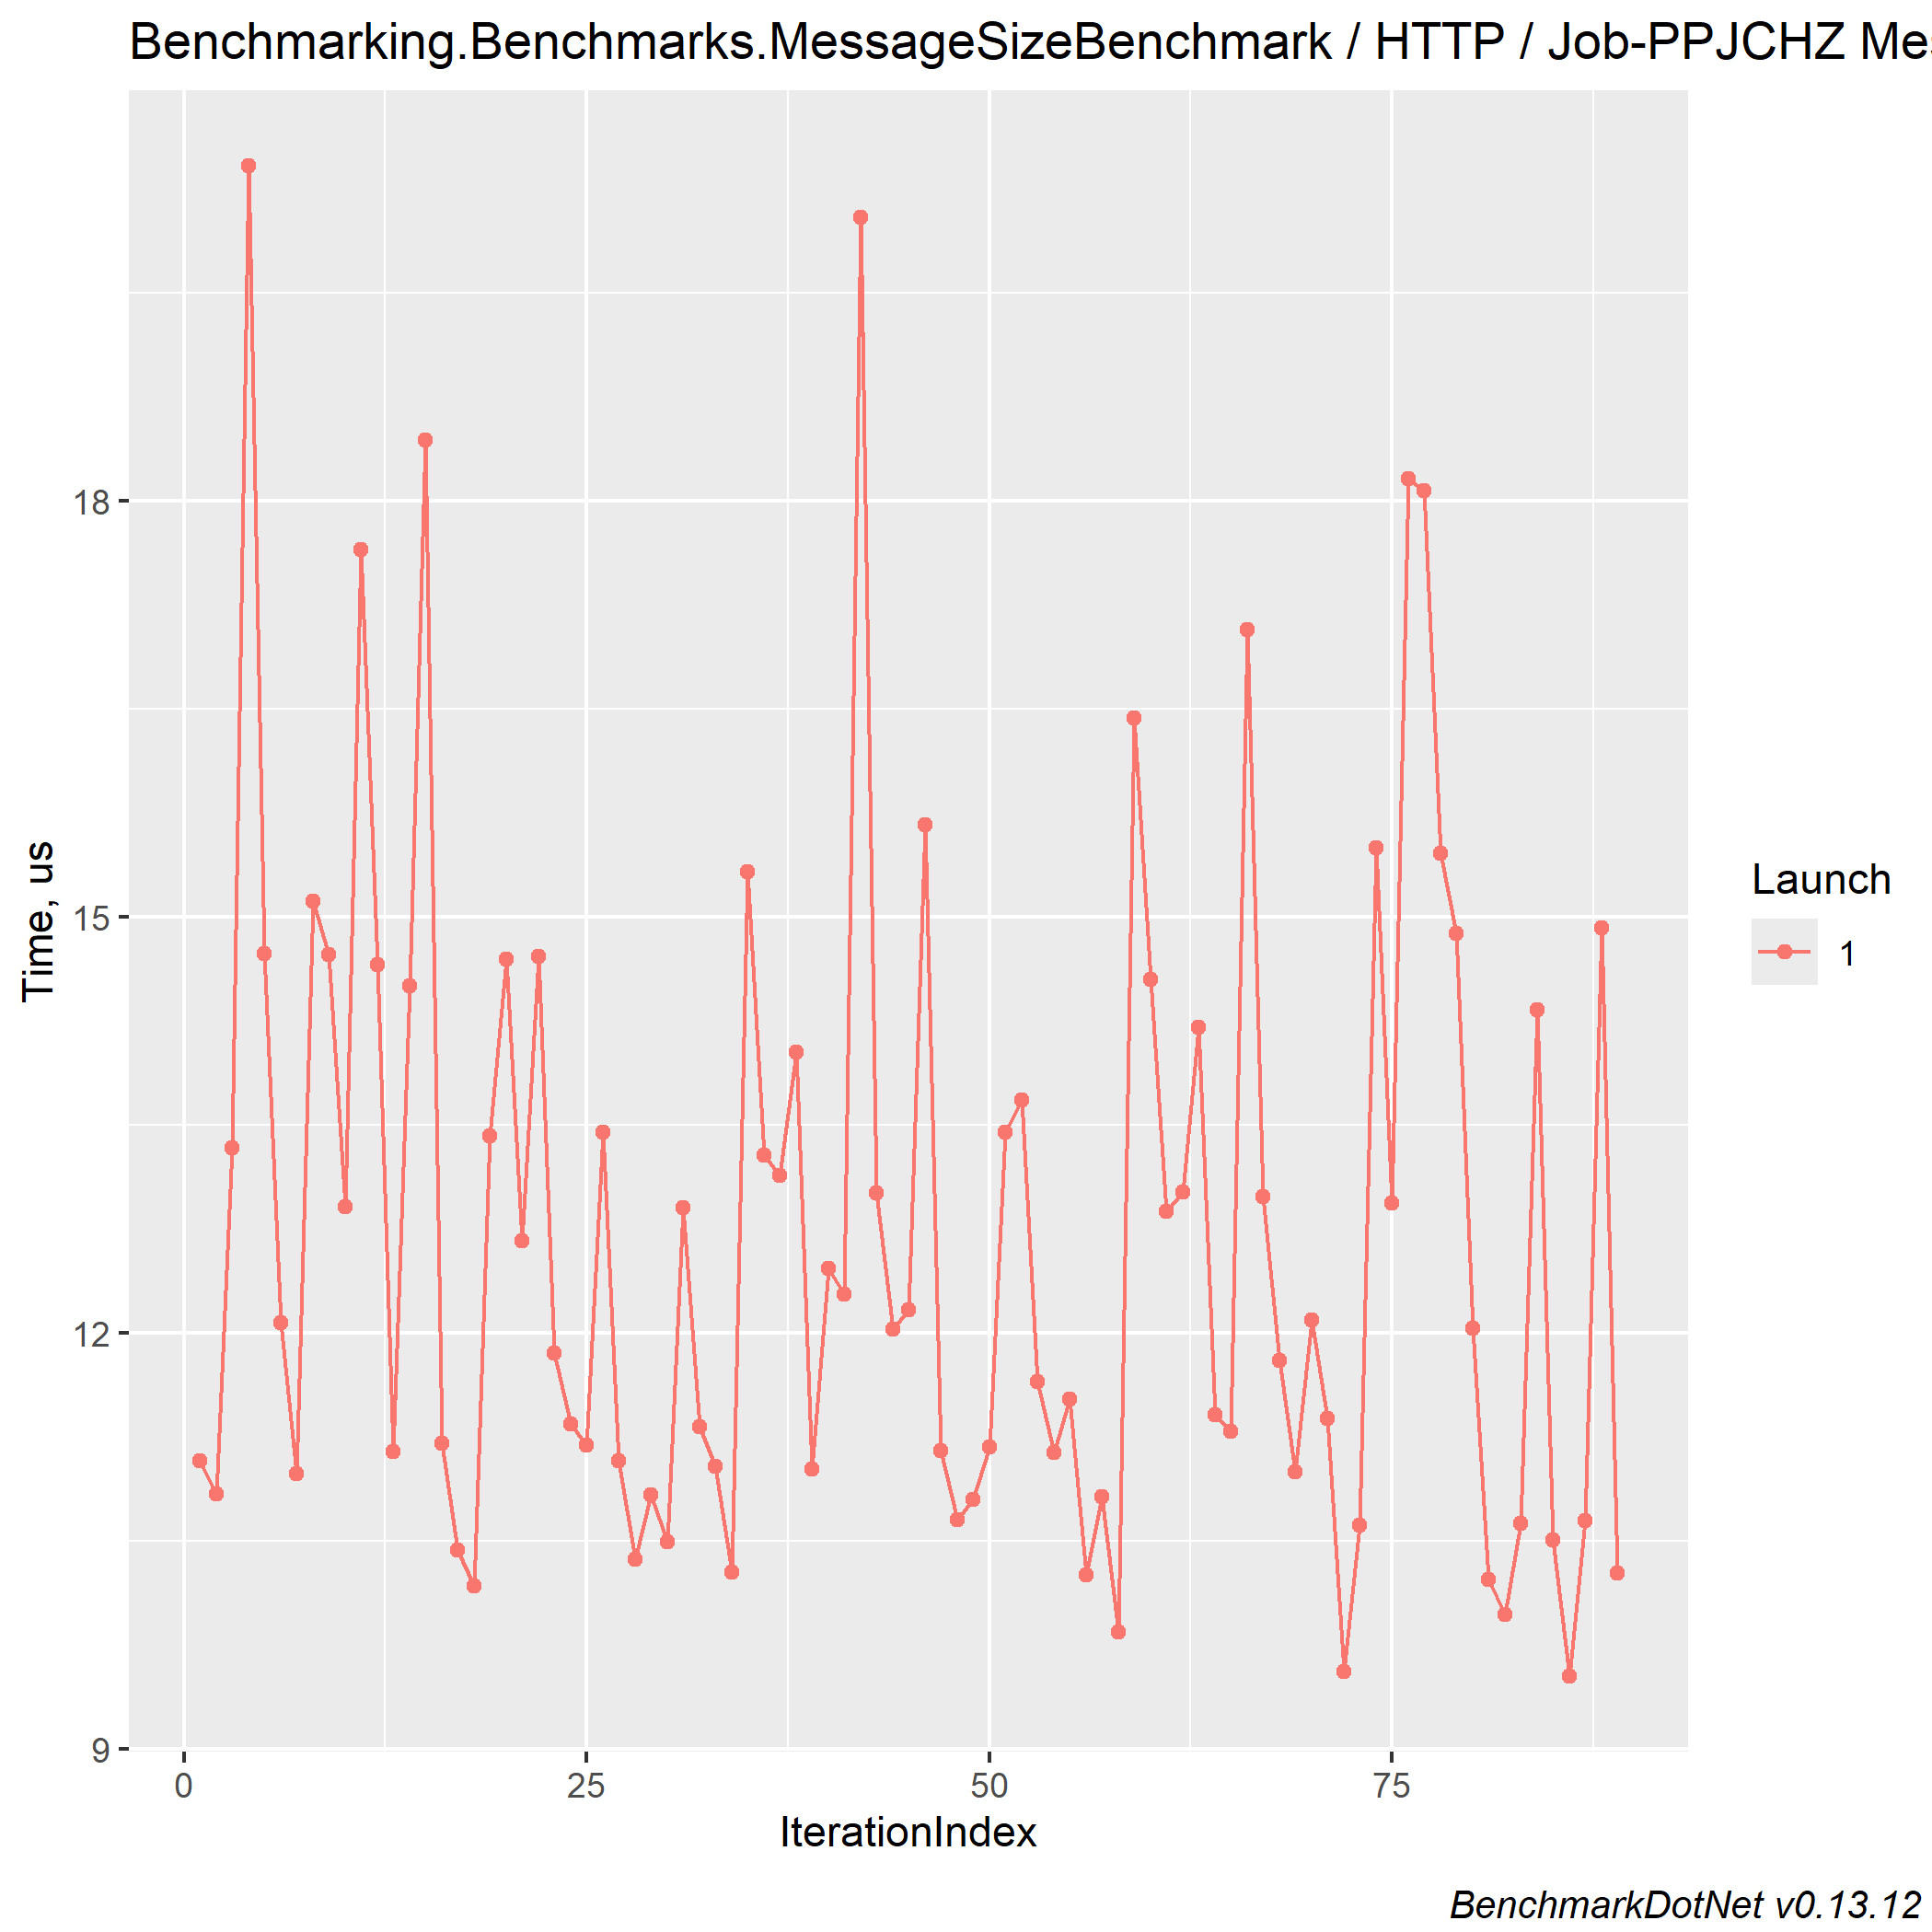 Benchmarking.Benchmarks.MessageSizeBenchmark / HTTP / Job-PPJCHZ
18
15
12
9
Time, us
0 25 50 75
IterationIndex
Launch
1
BenchmarkDotNet v0.13.12